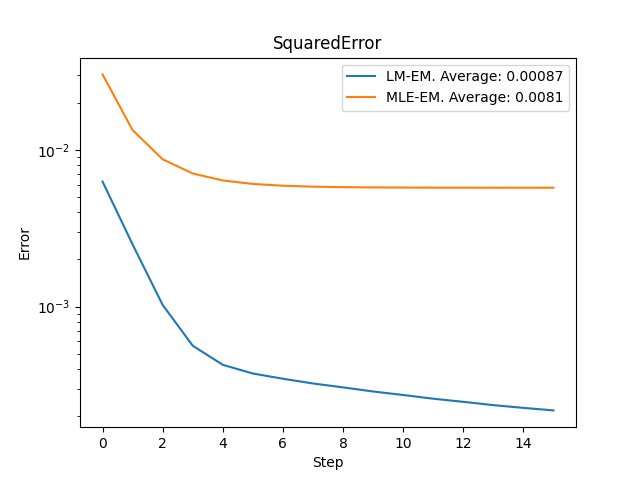 SquaredError
LM-EM. Average: 0.00087
MLE-EM. Average: 0.0081
10⁻²
10⁻³
Error
0 2 4 6 8 10 12 14
Step